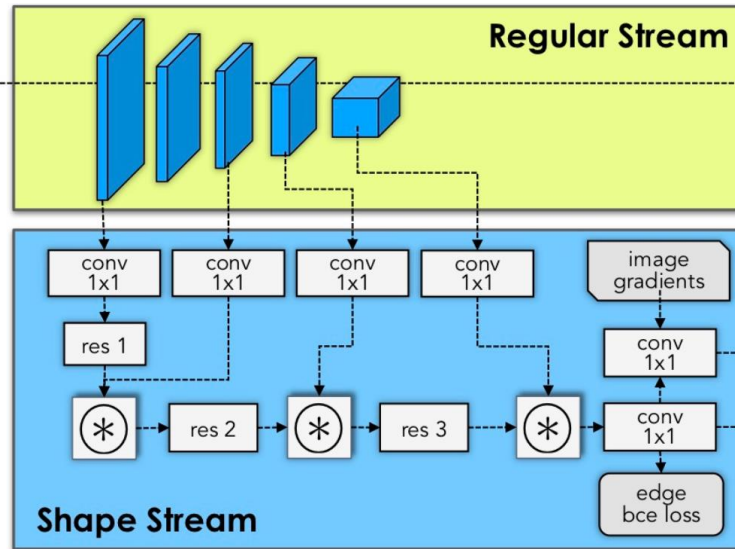 Regular Stream
conv
1x1
conv
1x1
conv
1x1
conv
1x1
image
gradients
res 1
conv
1x1
res 2
res 3
conv
1x1
edge
bce loss
Shape Stream